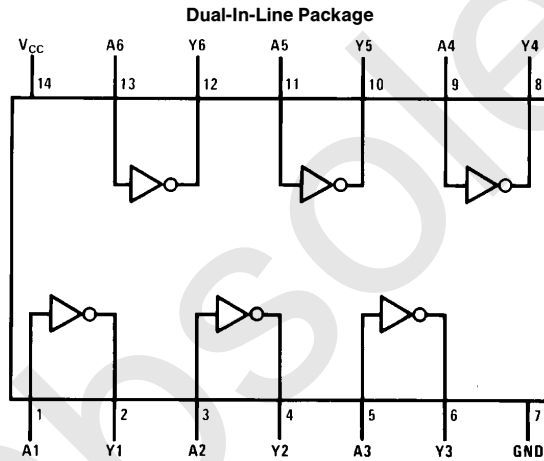 Dual-In-Line Package
VCC A6 Y6 A5 Y5 A4 Y4
14 13 12 11 10 9 8
1 2 3 4 5 6 7
A1 Y1 A2 Y2 A3 Y3 GND